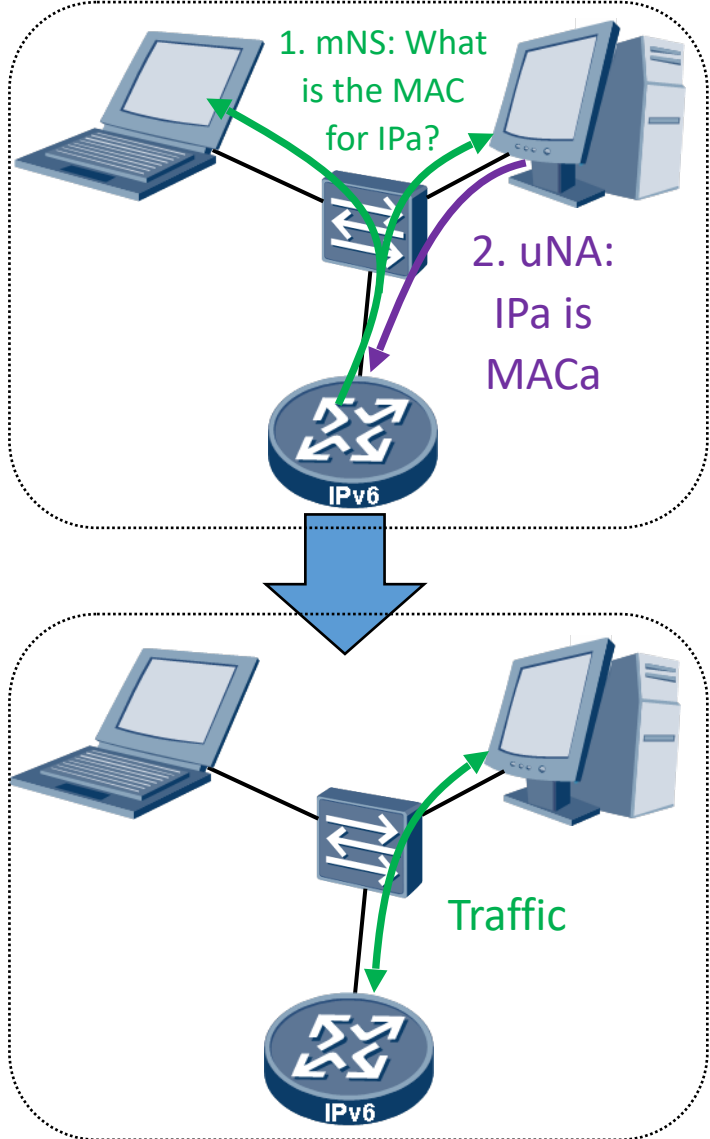 1. mNS: What
is the MAC
for IPa?
2. uNA:
IPa is
MACa
IPv6
Traffic
IPv6